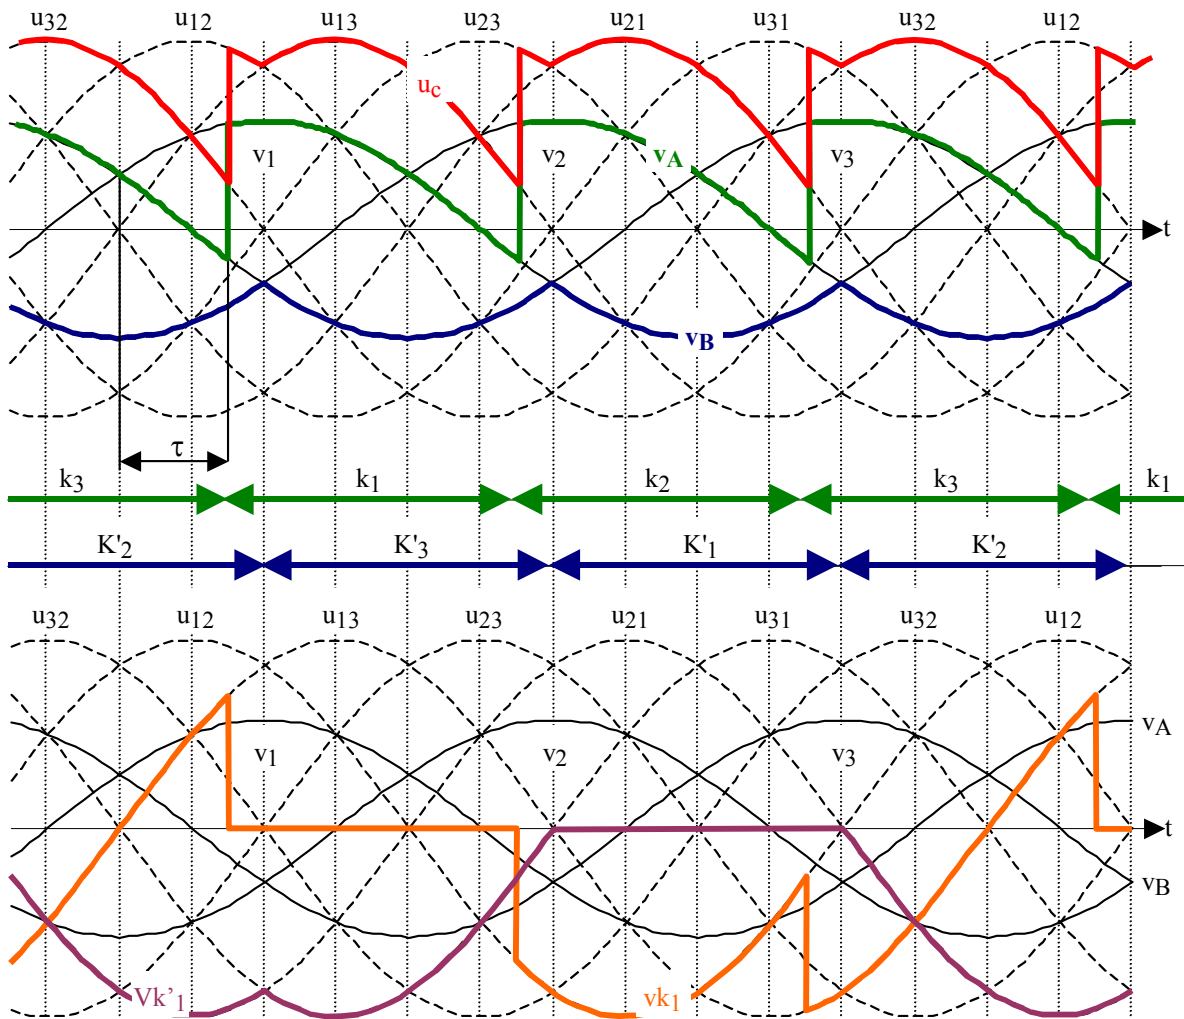 u32 u12 u13 u23 u21 u31 u32 u12
uc
v1 v2 vA v3
t
vB
τ
k3 k1 k2 k3 k1
K'2 K'3 K'1 K'2
u32 u12 u13 u23 u21 u31 u32 u12
vA
v1 v2 v3
t
vB
Vk’1 vk1